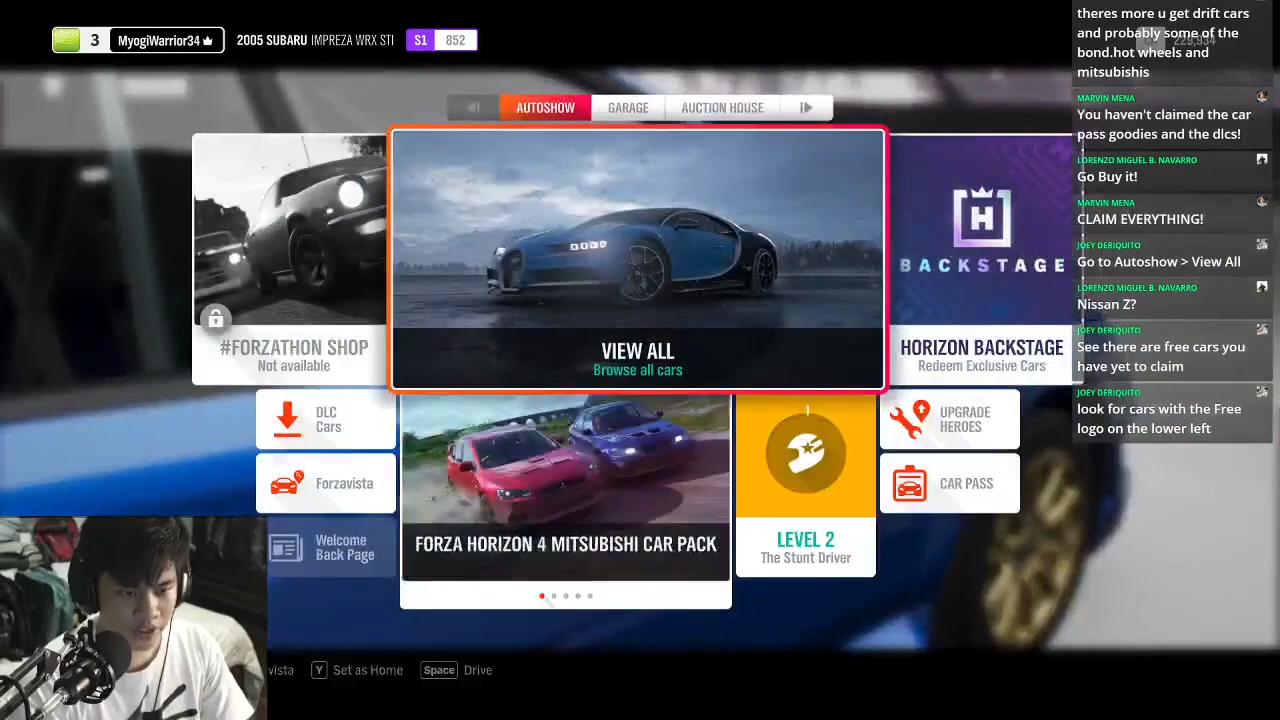 3 MyogiWarrior34 2005 SUBARU IMPREZA WRX STI S1 852
AUTOSHOW GARAGE AUCTION HOUSE
#FORZATHON SHOP
Not available
VIEW ALL
Browse all cars
H
BACKSTAGE
HORIZON BACKSTAGE
Redeem Exclusive Cars
DLC
Cars
Forzavista
Welcome
Back Page
FORZA HORIZON 4 MITSUBISHI CAR PACK
LEVEL 2
The Stunt Driver
UPGRADE
HEROES
CAR PASS
vista Y Set as Home Space Drive
theres more u get drift cars
and probably some of the
bond.hot wheels and
mitsubishis
MARVIN MENA
You haven't claimed the car
pass goodies and the dlcs!
LORENZO MIGUEL B. NAVARRO
Go Buy it!
MARVIN MENA
CLAIM EVERYTHING!
JOEY DERIQUITO
Go to Autoshow > View All
LORENZO MIGUEL B. NAVARRO
Nissan Z?
JOEY DERIQUITO
See there are free cars you
have yet to claim
JOEY DERIQUITO
look for cars with the Free
logo on the lower left